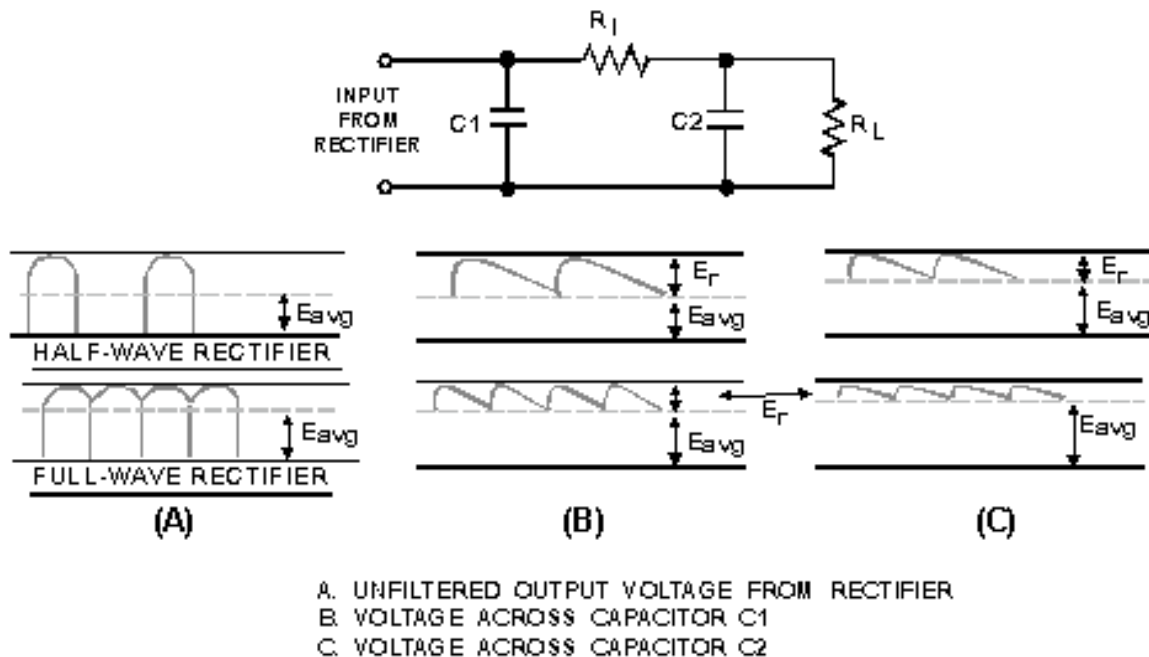 R1
INPUT
FROM
RECTIFIER
C1
C2
RL
Er
Eavg
Er
Eavg
Eavg
HALF-WAVE RECTIFIER
Eavg
Er
Eavg
Eavg
FULL-WAVE RECTIFIER
(A)
(B)
(C)
A. UNFILTERED OUTPUT VOLTAGE FROM RECTIFIER
B. VOLTAGE ACROSS CAPACITOR C1
C. VOLTAGE ACROSS CAPACITOR C2